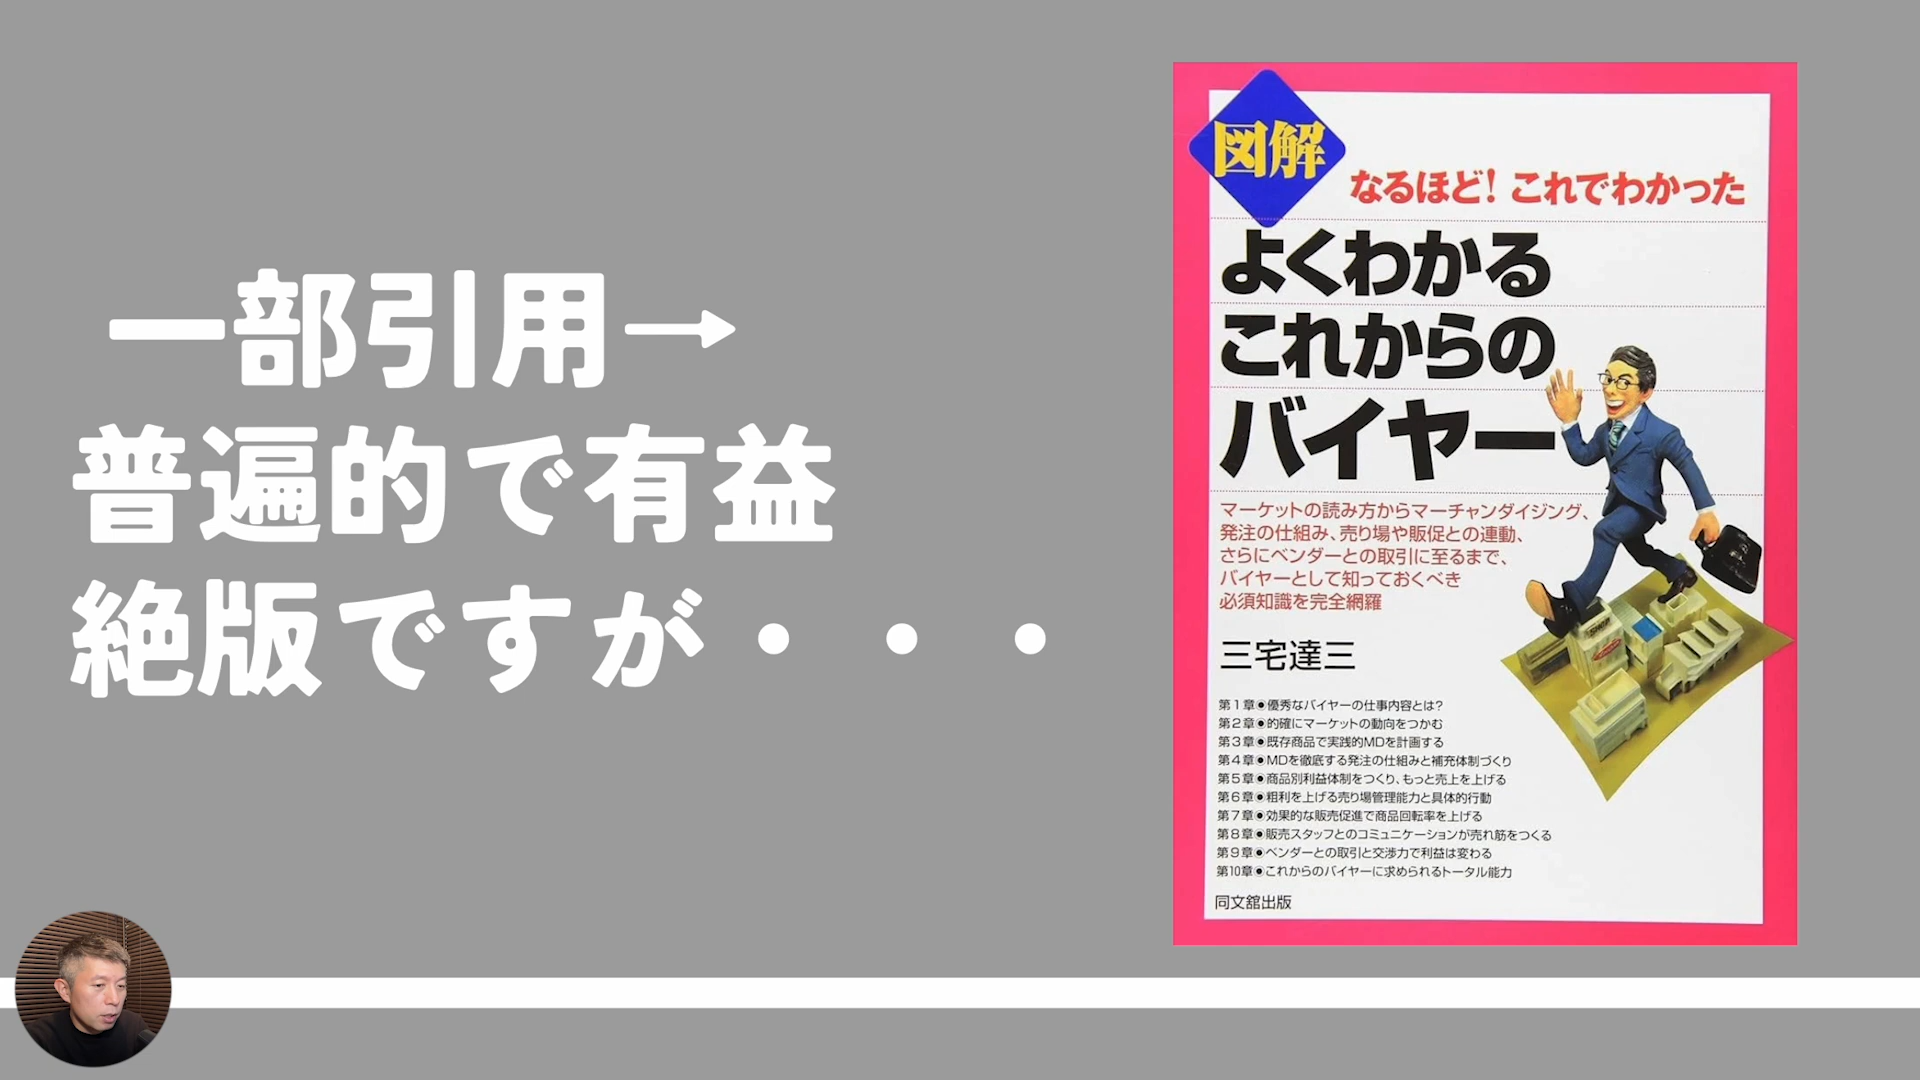 一部引用→
普遍的で有益
絶版ですが・・・
図解
なるほど! これでわかった
よくわかる
これからの
バイヤー
マーケットの読み方からマーチャンダイジング、
発注の仕組み、売り場や販促との連動、
さらにベンダーとの取引に至るまで、
バイヤーとして知っておくべき
必須知識を完全網羅
三宅達三
第1章●優秀なバイヤーの仕事内容とは?
第2章●的確にマーケットの動向をつかむ
第3章●既存商品で実践的MDを計画する
第4章●MDを徹底する発注の仕組みと補充体制づくり
第5章●商品別利益体制をつくり、もっと売上を上げる
第6章●粗利を上げる売り場管理能力と具体的行動
第7章●効果的な販売促進で商品回転率を上げる
第8章●販売スタッフとのコミュニケーションが売れ筋をつくる
第9章●ベンダーとの取引と交渉力で利益は変わる
第10章●これからのバイヤーに求められるトータル能力
同文舘出版